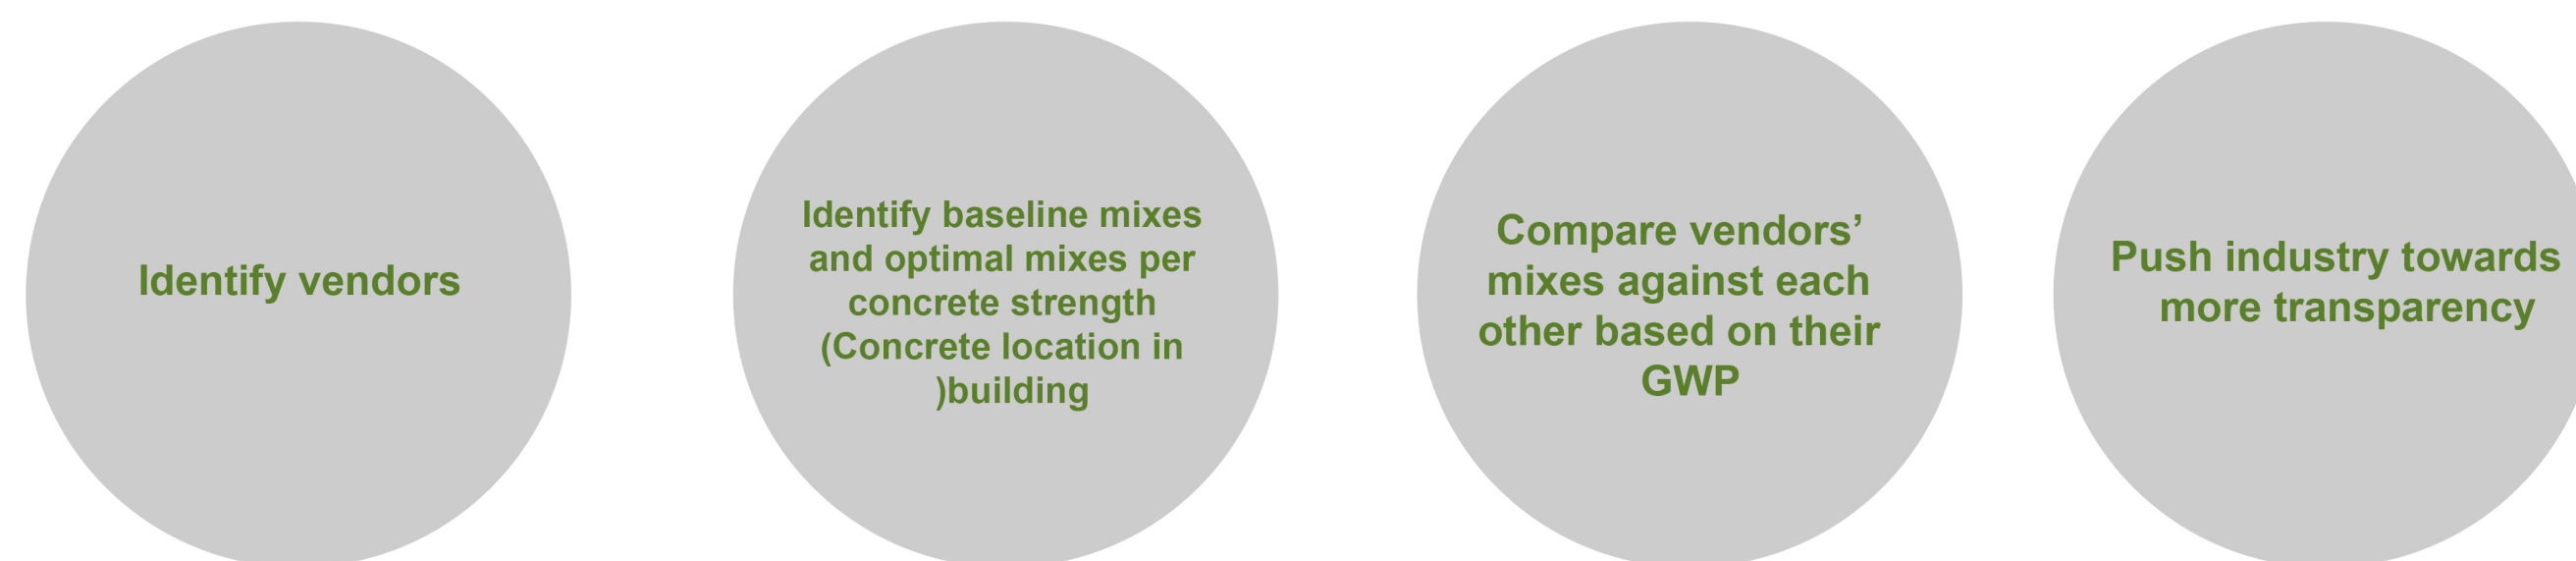 Identify vendors
Identify baseline mixes
and optimal mixes per
concrete strength
(Concrete location in
)building
Compare vendors’
mixes against each
other based on their
GWP
Push industry towards
more transparency